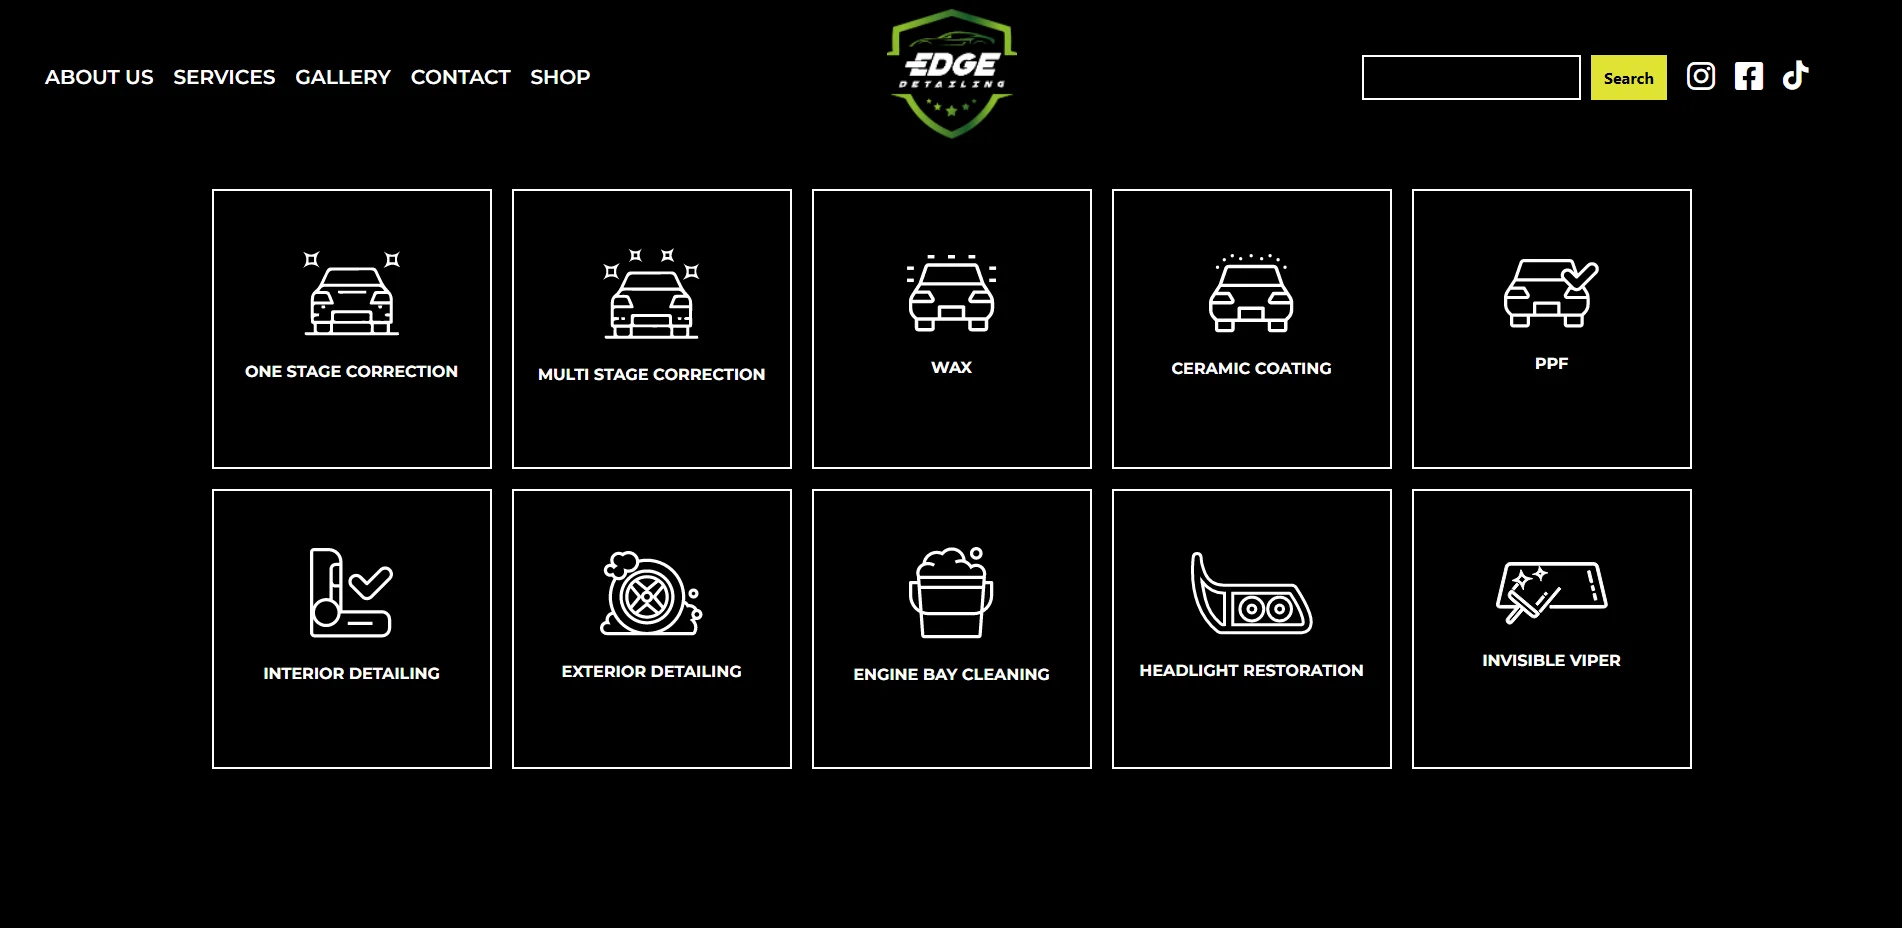 ABOUT US SERVICES GALLERY CONTACT SHOP
EDGE
DETAILING
Search
ONE STAGE CORRECTION
MULTI STAGE CORRECTION
WAX
CERAMIC COATING
PPF
INTERIOR DETAILING
EXTERIOR DETAILING
ENGINE BAY CLEANING
HEADLIGHT RESTORATION
INVISIBLE VIPER